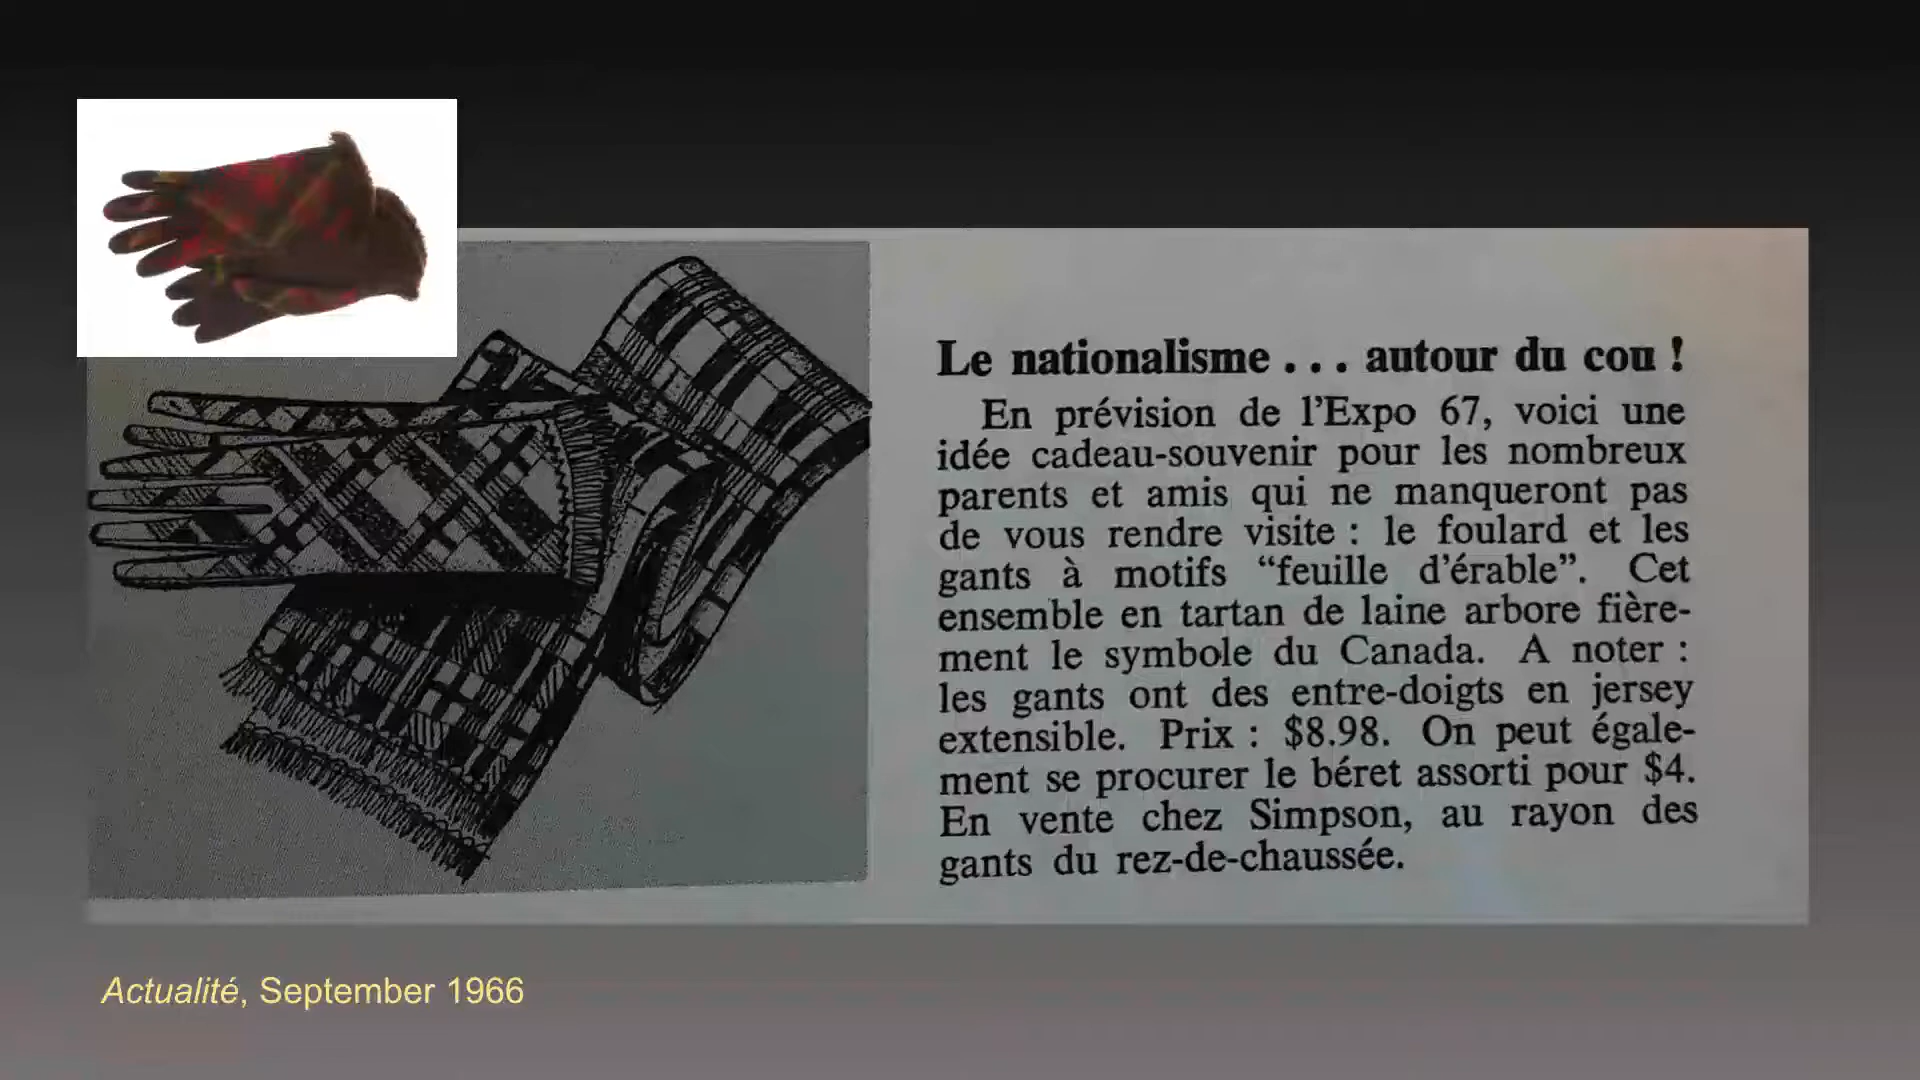 Le nationalisme . . . autour du cou !
En prévision de l'Expo 67, voici une
idée cadeau-souvenir pour les nombreux
parents et amis qui ne manqueront pas
de vous rendre visite : le foulard et les
gants à motifs “feuille d'érable”. Cet
ensemble en tartan de laine arbore fière-
ment le symbole du Canada. A noter :
les gants ont des entre-doigts en jersey
extensible. Prix : $8.98. On peut égale-
ment se procurer le béret assorti pour $4.
En vente chez Simpson, au rayon des
gants du rez-de-chaussée.
Actualité, September 1966